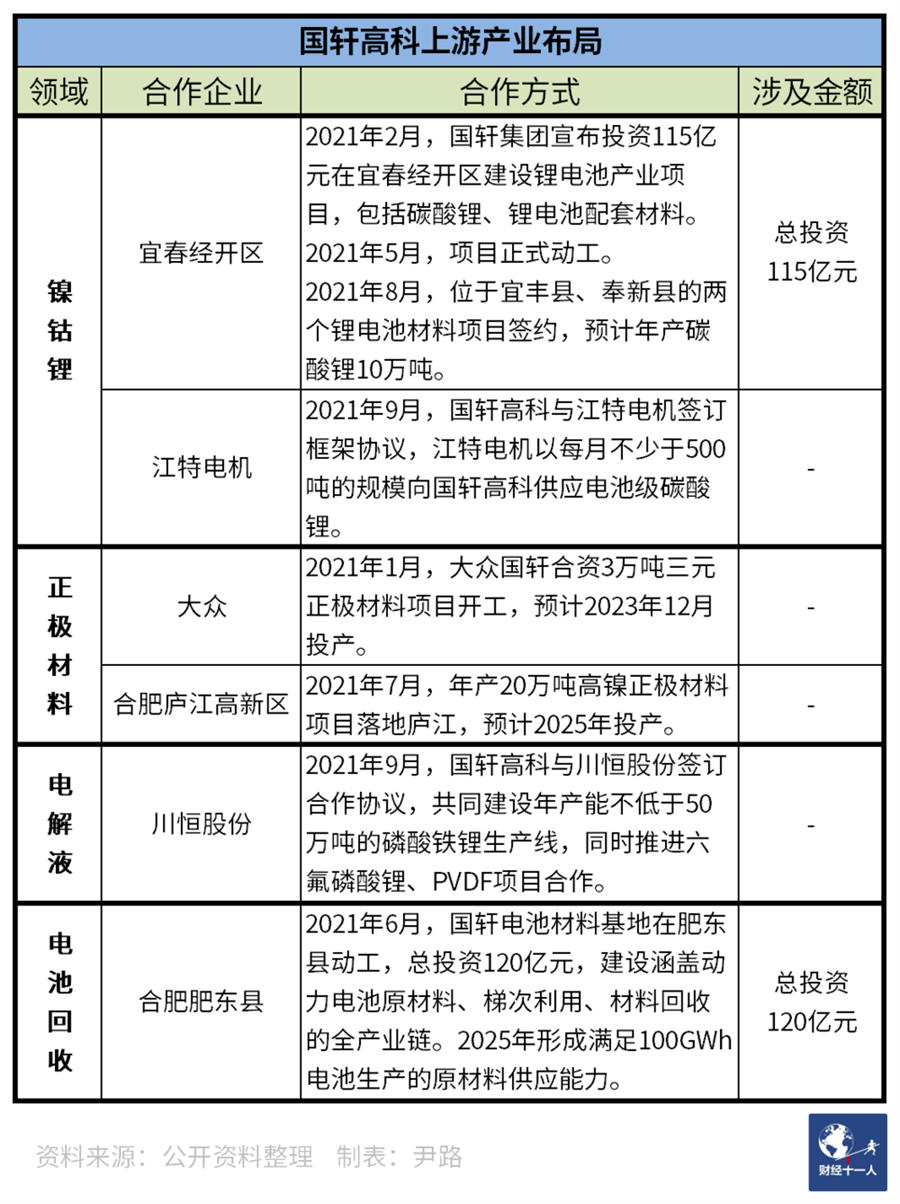 国轩高科上游产业布局
领域 合作企业 合作方式 涉及金额
镍钴锂
宜春经开区
2021年2月，国轩集团宣布投资115亿
元在宜春经开区建设锂电池产业项
目，包括碳酸锂、锂电池配套材料。
2021年5月，项目正式动工。
2021年8月，位于宜丰县、奉新县的两
个锂电池材料项目签约，预计年产碳
酸锂10万吨。
总投资
115亿元
江特电机
2021年9月，国轩高科与江特电机签订
框架协议，江特电机以每月不少于500
吨的规模向国轩高科供应电池级碳酸
锂。
-
正极材料
大众
2021年1月，大众国轩合资3万吨三元
正极材料项目开工，预计2023年12月
投产。
-
合肥庐江高新区
2021年7月，年产20万吨高镍正极材料
项目落地庐江，预计2025年投产。
-
电解液
川恒股份
2021年9月，国轩高科与川恒股份签订
合作协议，共同建设年产能不低于50
万吨的磷酸铁锂生产线，同时推进六
氟磷酸锂、PVDF项目合作。
-
电池回收
合肥肥东县
2021年6月，国轩电池材料基地在肥东
县动工，总投资120亿元，建设涵盖动
力电池原材料、梯次利用、材料回收
的全产业链。2025年形成满足100GWh
电池生产的原材料供应能力。
总投资
120亿元
资料来源：公开资料整理 制表：尹路
财经十一人